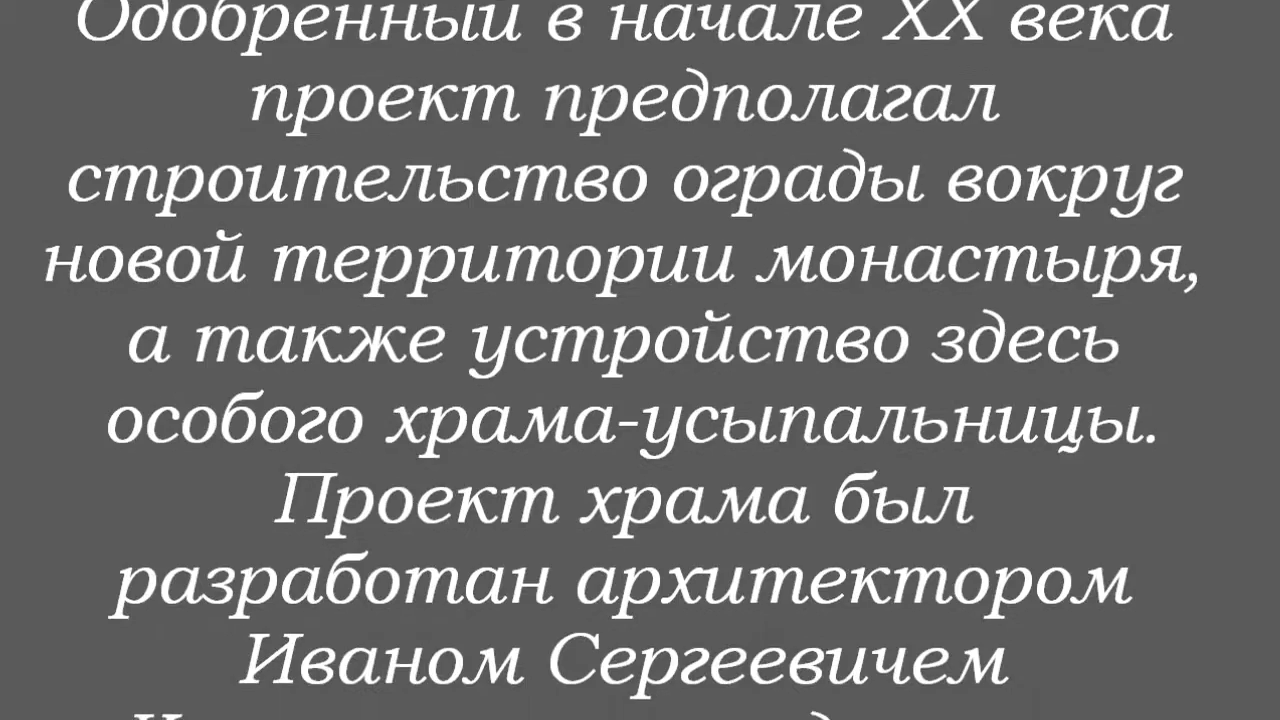 Одобренный в начале XX века
проект предполагал
строительство ограды вокруг
новой территории монастыря,
а также устройство здесь
особого храма-усыпальницы.
Проект храма был
разработан архитектором
Иваном Сергеевичем